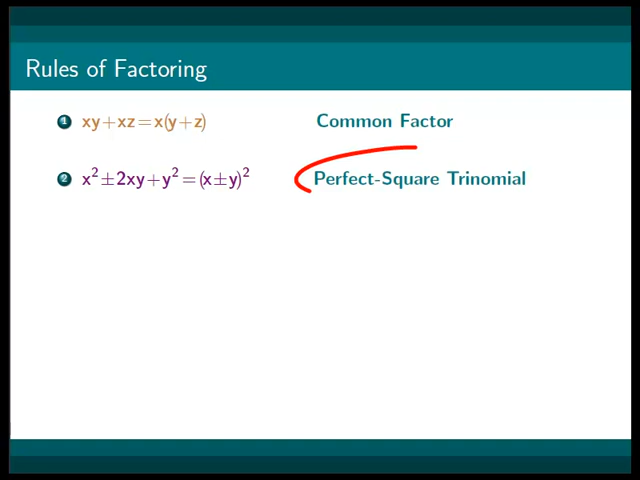 Rules of Factoring
1 xy+xz=x(y+z) Common Factor
2 x²±2xy+y²=(x±y)² Perfect-Square Trinomial